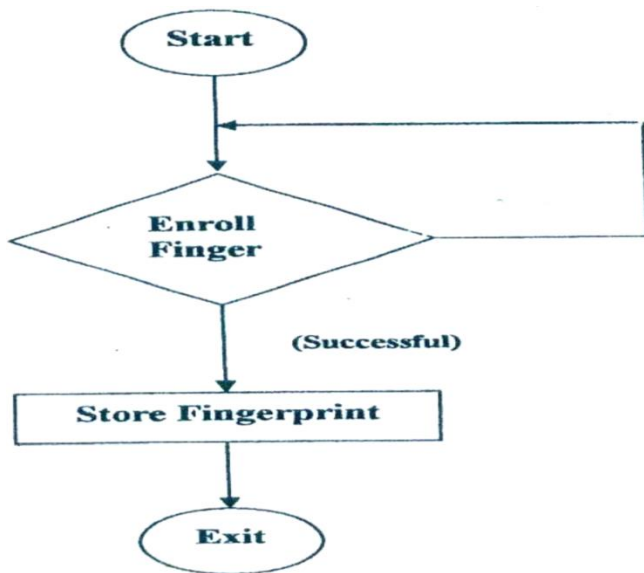 Start
Enroll
Finger
(Successful)
Store Fingerprint
Exit